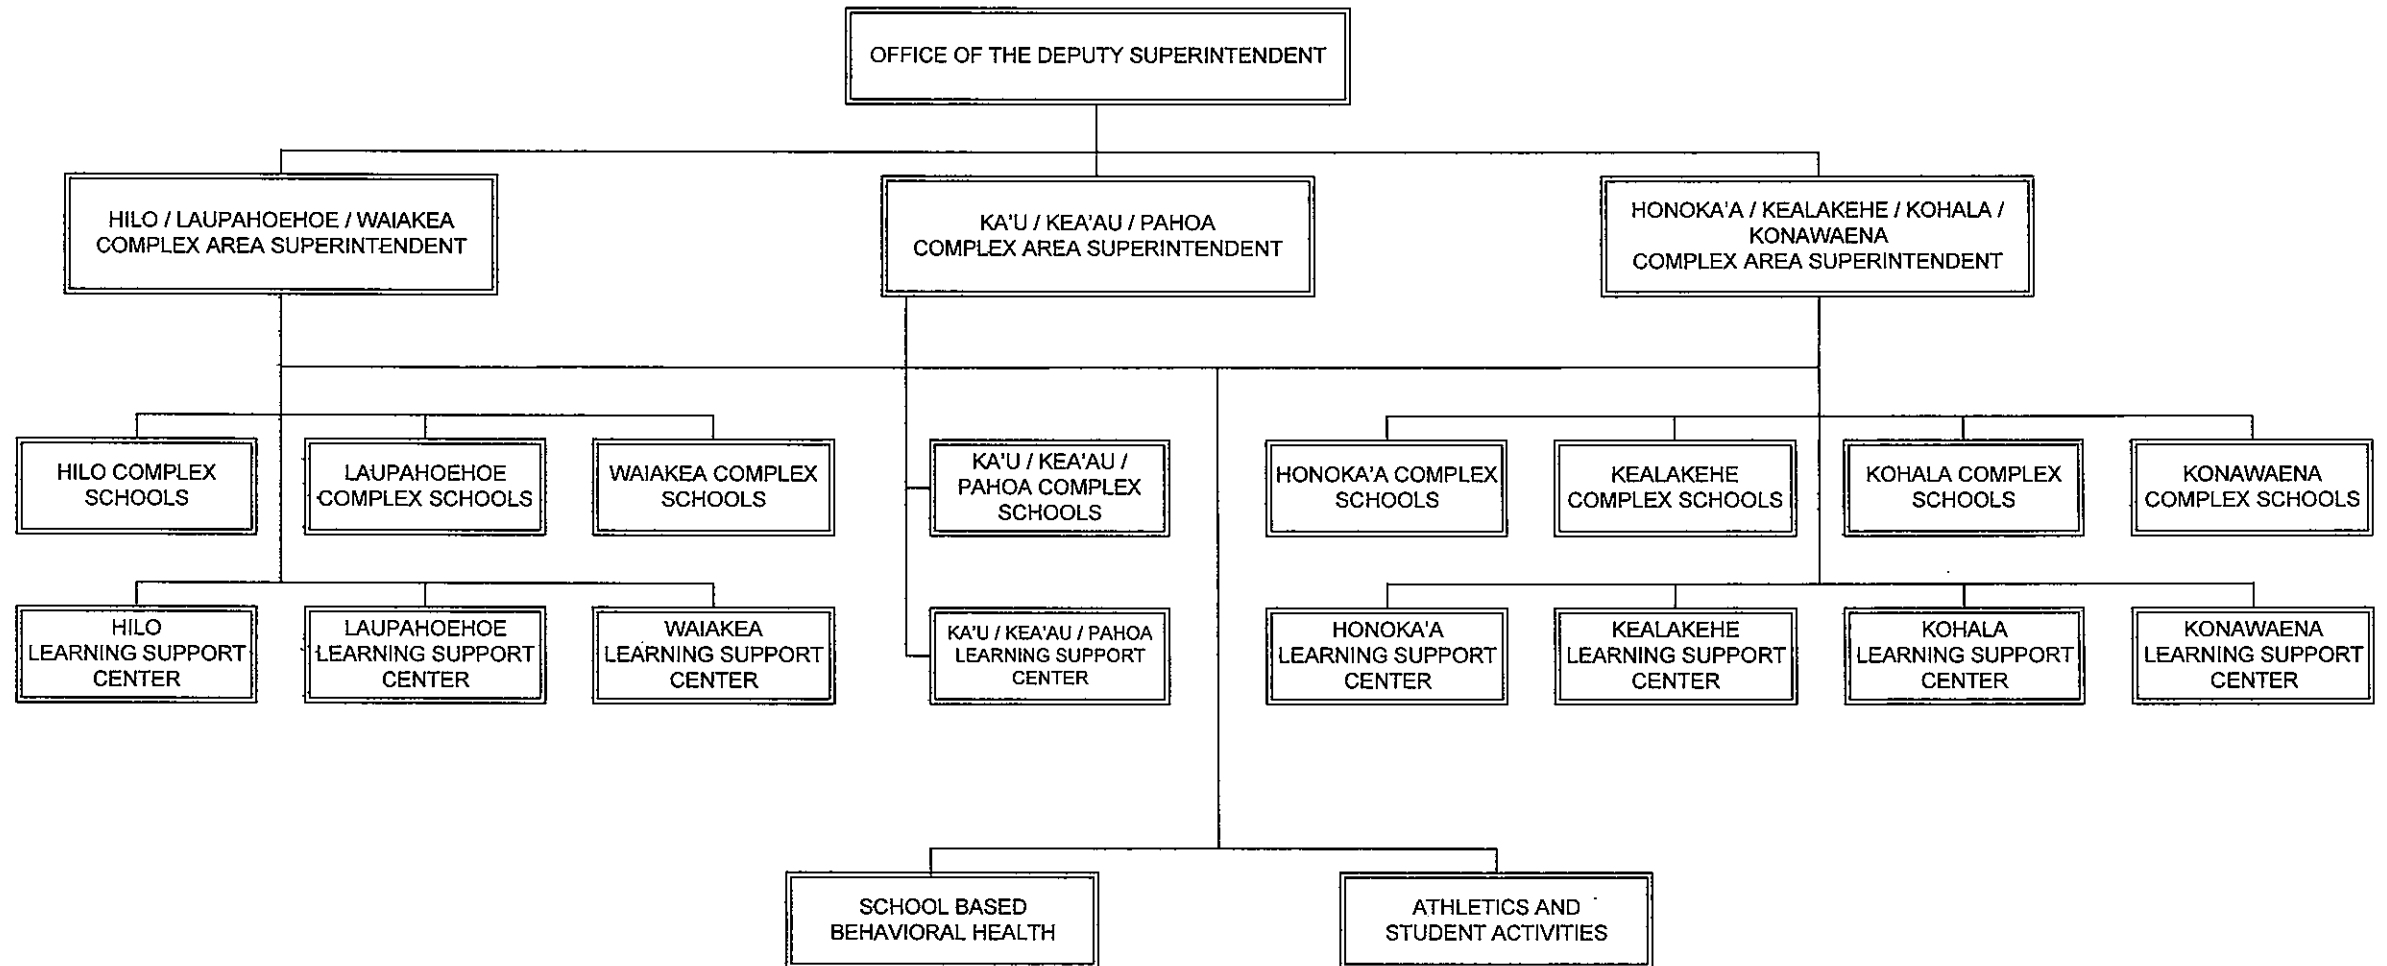 OFFICE OF THE DEPUTY SUPERINTENDENT
HILO / LAUPAHOEHOE / WAIAKEA
COMPLEX AREA SUPERINTENDENT
KA'U / KEA'AU / PAHOA
COMPLEX AREA SUPERINTENDENT
HONOKA'A / KEALAKEHE / KOHALA /
KONAWAENA
COMPLEX AREA SUPERINTENDENT
HILO COMPLEX
SCHOOLS
LAUPAHOEHOE
COMPLEX SCHOOLS
WAIAKEA COMPLEX
SCHOOLS
KA'U / KEA'AU /
PAHOA COMPLEX
SCHOOLS
HONOKA'A COMPLEX
SCHOOLS
KEALAKEHE
COMPLEX SCHOOLS
KOHALA COMPLEX
SCHOOLS
KONAWAENA
COMPLEX SCHOOLS
HILO
LEARNING SUPPORT
CENTER
LAUPAHOEHOE
LEARNING SUPPORT
CENTER
WAIAKEA
LEARNING SUPPORT
CENTER
KA'U / KEA'AU / PAHOA
LEARNING SUPPORT
CENTER
HONOKA'A
LEARNING SUPPORT
CENTER
KEALAKEHE
LEARNING SUPPORT
CENTER
KOHALA
LEARNING SUPPORT
CENTER
KONAWAENA
LEARNING SUPPORT
CENTER
SCHOOL BASED
BEHAVIORAL HEALTH
ATHLETICS AND
STUDENT ACTIVITIES